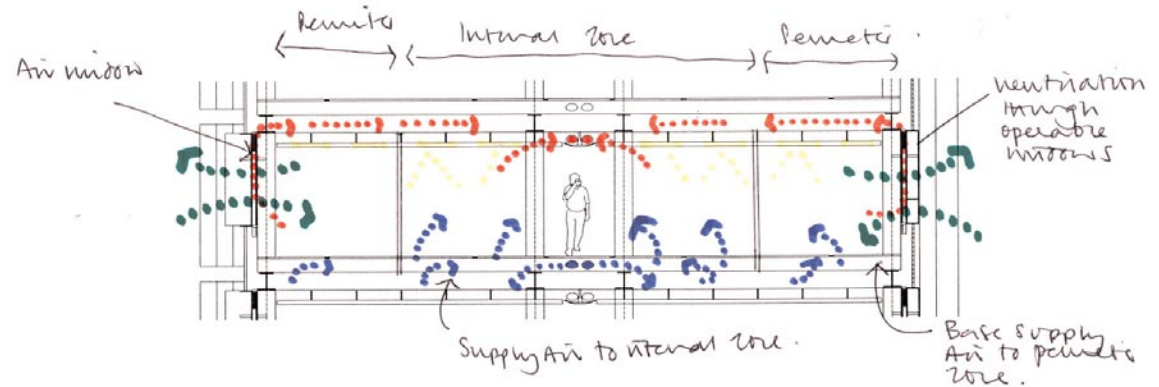 Perimeter
Internal Zone
Perimeter.
Air window
ventilation
through
operable
windows
Supply Air to internal zone.
Base supply
Air to perimeter
zone.